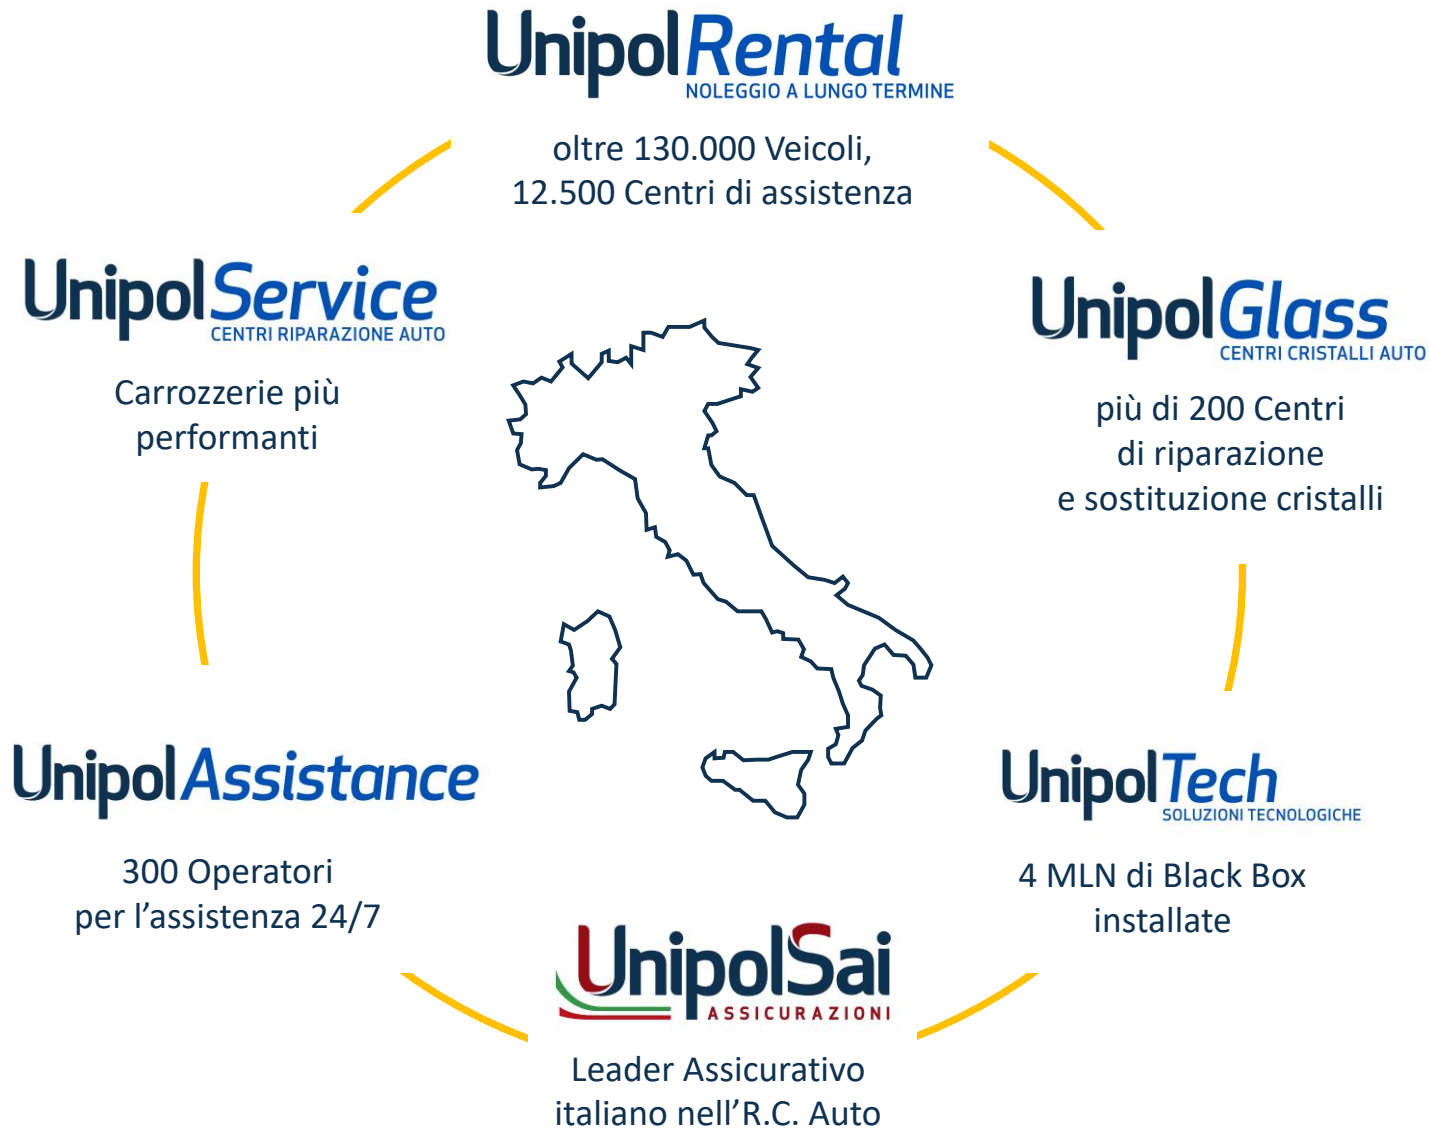 UnipolRental
NOLEGGIO A LUNGO TERMINE
oltre 130.000 Veicoli,
12.500 Centri di assistenza
UnipolService
CENTRI RIPARAZIONE AUTO
Carrozzerie più
performanti
UnipolGlass
CENTRI CRISTALLI AUTO
più di 200 Centri
di riparazione
e sostituzione cristalli
UnipolAssistance
300 Operatori
per l’assistenza 24/7
UnipolTech
SOLUZIONI TECNOLOGICHE
4 MLN di Black Box
installate
UnipolSai
ASSICURAZIONI
Leader Assicurativo
italiano nell’R.C. Auto